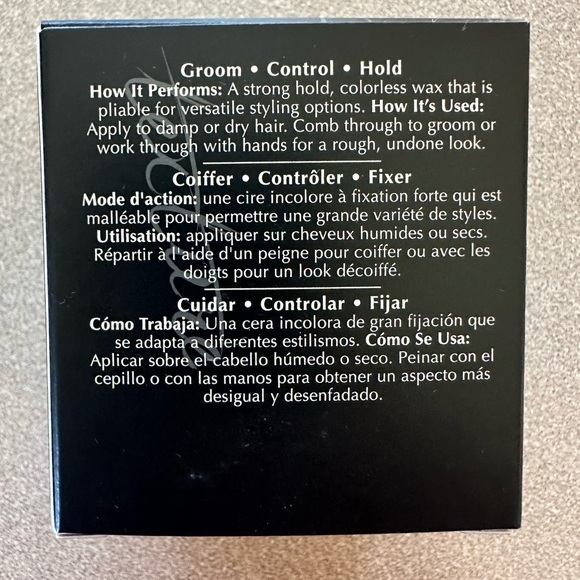 Groom • Control • Hold
How It Performs: A strong hold, colorless wax that is
pliable for versatile styling options. How It's Used:
Apply to damp or dry hair. Comb through to groom or
work through with hands for a rough, undone look.
Coiffer • Contrôler • Fixer
Mode d'action: une cire incolore à fixation forte qui est
malléable pour permettre une grande variété de styles.
Utilisation: appliquer sur cheveux humides ou secs.
Répartir à l'aide d'un peigne pour coiffer ou avec les
doigts pour un look décoiffé.
Cuidar • Controlar • Fijar
Cómo Trabaja: Una cera incolora de gran fijación que
se adapta a diferentes estilismos. Cómo Se Usa:
Aplicar sobre el cabello húmedo o seco. Peinar con el
cepillo o con las manos para obtener un aspecto más
desigual y desenfadado.